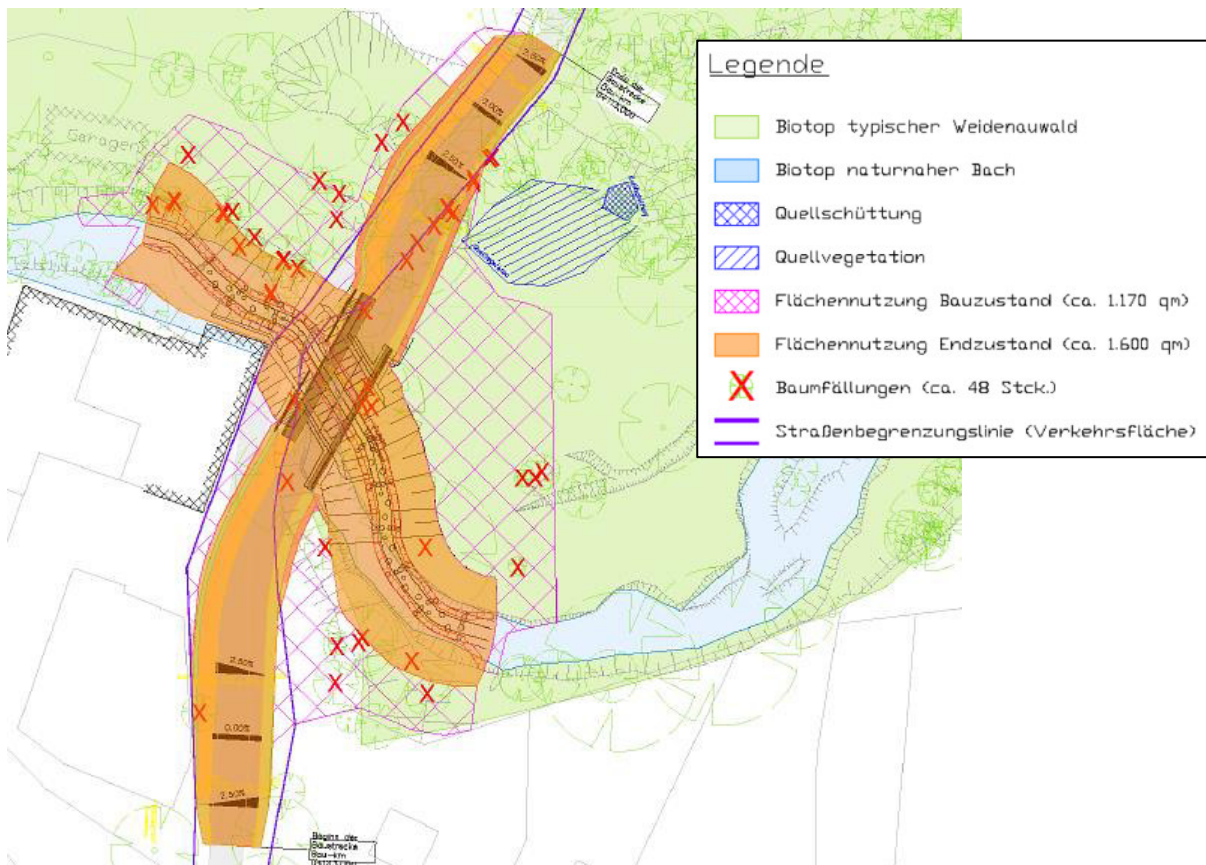 Legende
Biotop typischer Weidenauwald
Biotop naturnaher Bach
Quellschüttung
Quellvegetation
Flächennutzung Bauzustand (ca. 1.170 qm)
Flächennutzung Endzustand (ca. 1.600 qm)
Baumfällungen (ca. 48 Stck.)
Straßenbegrenzungslinie (Verkehrsfläche)
2.50%
Ende der
Baustrecke
Bau-km
2.50%
Garagen
Quellschüttung
Quellvegetation
2.50%
0.00%
2.50%
Beginn der
Baustrecke
Bau-km